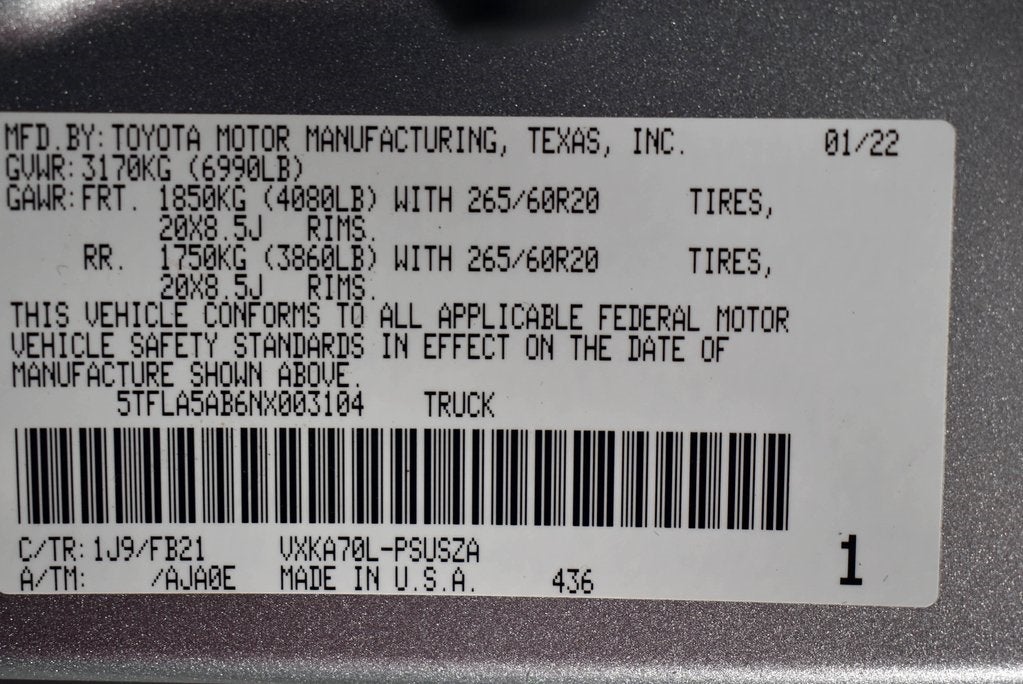 MFD.BY: TOYOTA MOTOR MANUFACTURING, TEXAS, INC. 01/22
GVWR: 3170KG (6990LB)
GAWR: FRT. 1850KG (4080LB) WITH 265/60R20 TIRES,
20X8.5J RIMS.
RR. 1750KG (3860LB) WITH 265/60R20 TIRES,
20X8.5J RIMS.
THIS VEHICLE CONFORMS TO ALL APPLICABLE FEDERAL MOTOR
VEHICLE SAFETY STANDARDS IN EFFECT ON THE DATE OF
MANUFACTURE SHOWN ABOVE.
5TFLA5AB6NX003104 TRUCK
C/TR: 1J9/FB21 VXKA70L-PSUSZA
A/TM: /AJA0E MADE IN U.S.A. 436
1